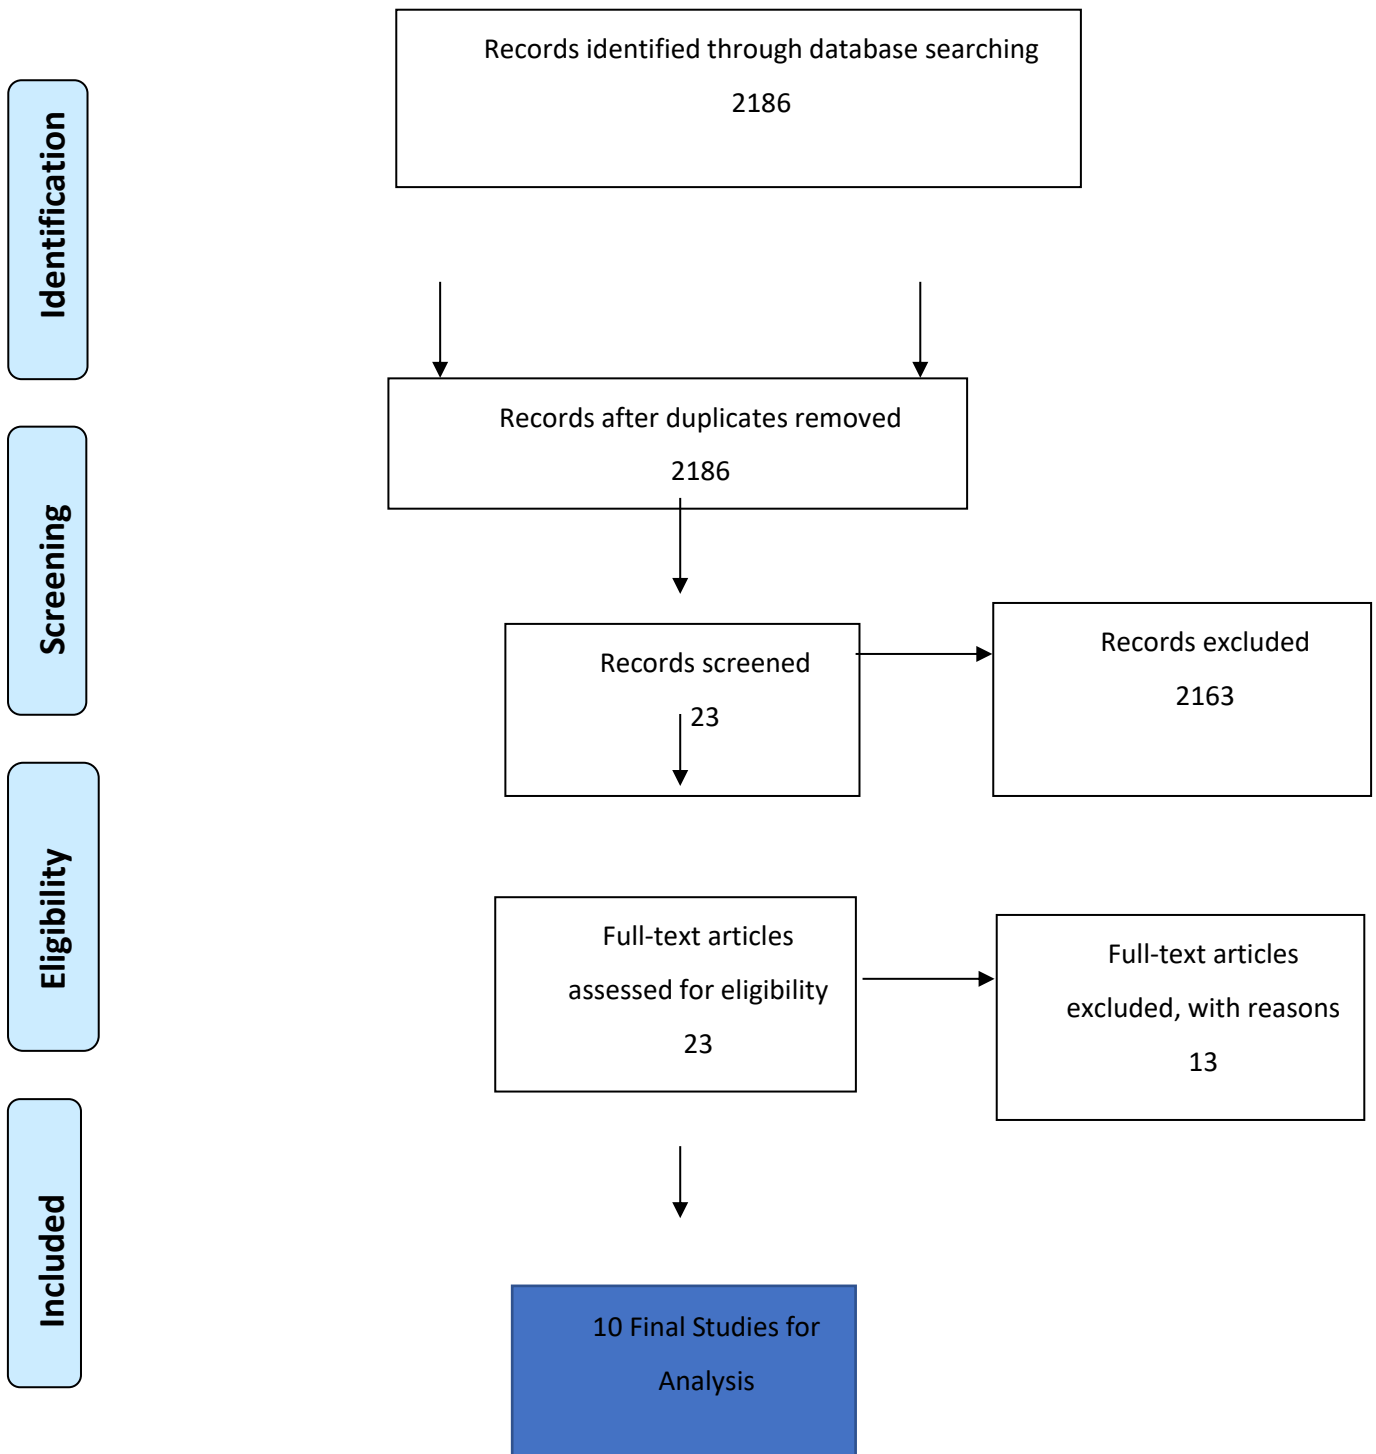 Identification
Records identified through database searching
2186
Records after duplicates removed
2186
Screening
Records screened
23
Records excluded
2163
Eligibility
Full-text articles
assessed for eligibility
23
Full-text articles
excluded, with reasons
13
Included
10 Final Studies for
Analysis